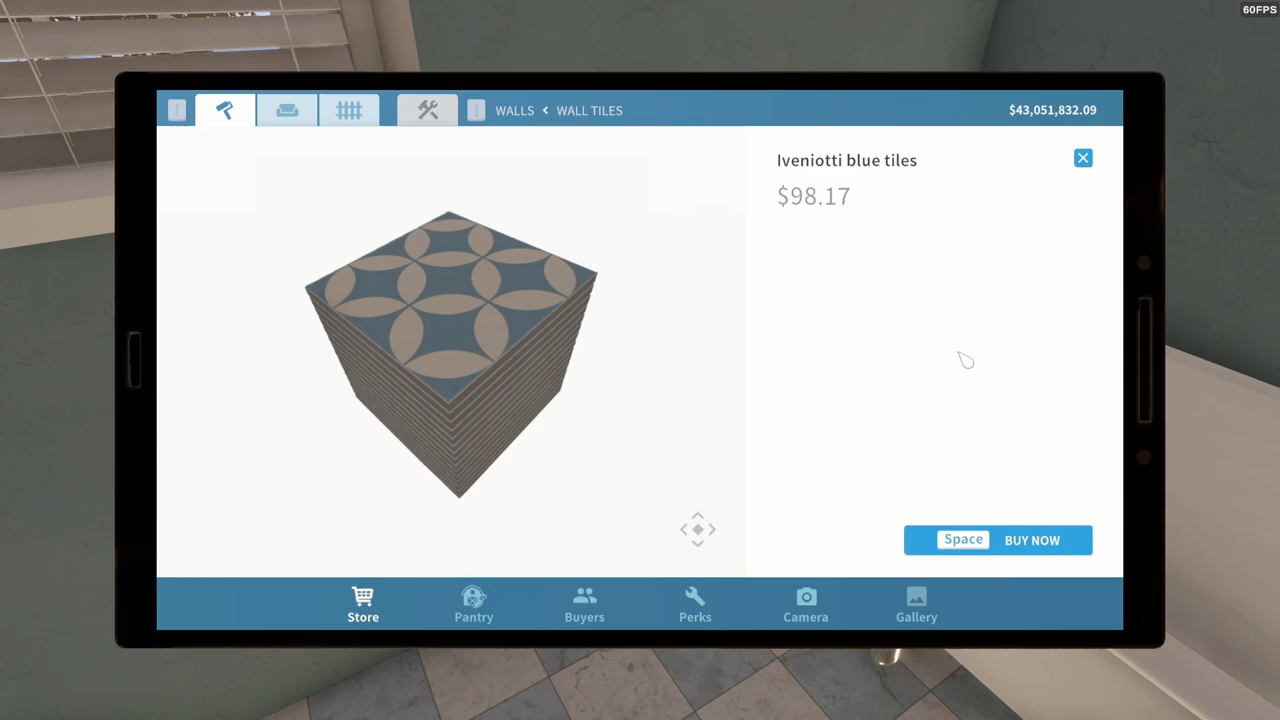 60FPS
WALLS < WALL TILES
$43,051,832.09
Iveniotti blue tiles
$98.17
Space BUY NOW
Store
Pantry
Buyers
Perks
Camera
Gallery